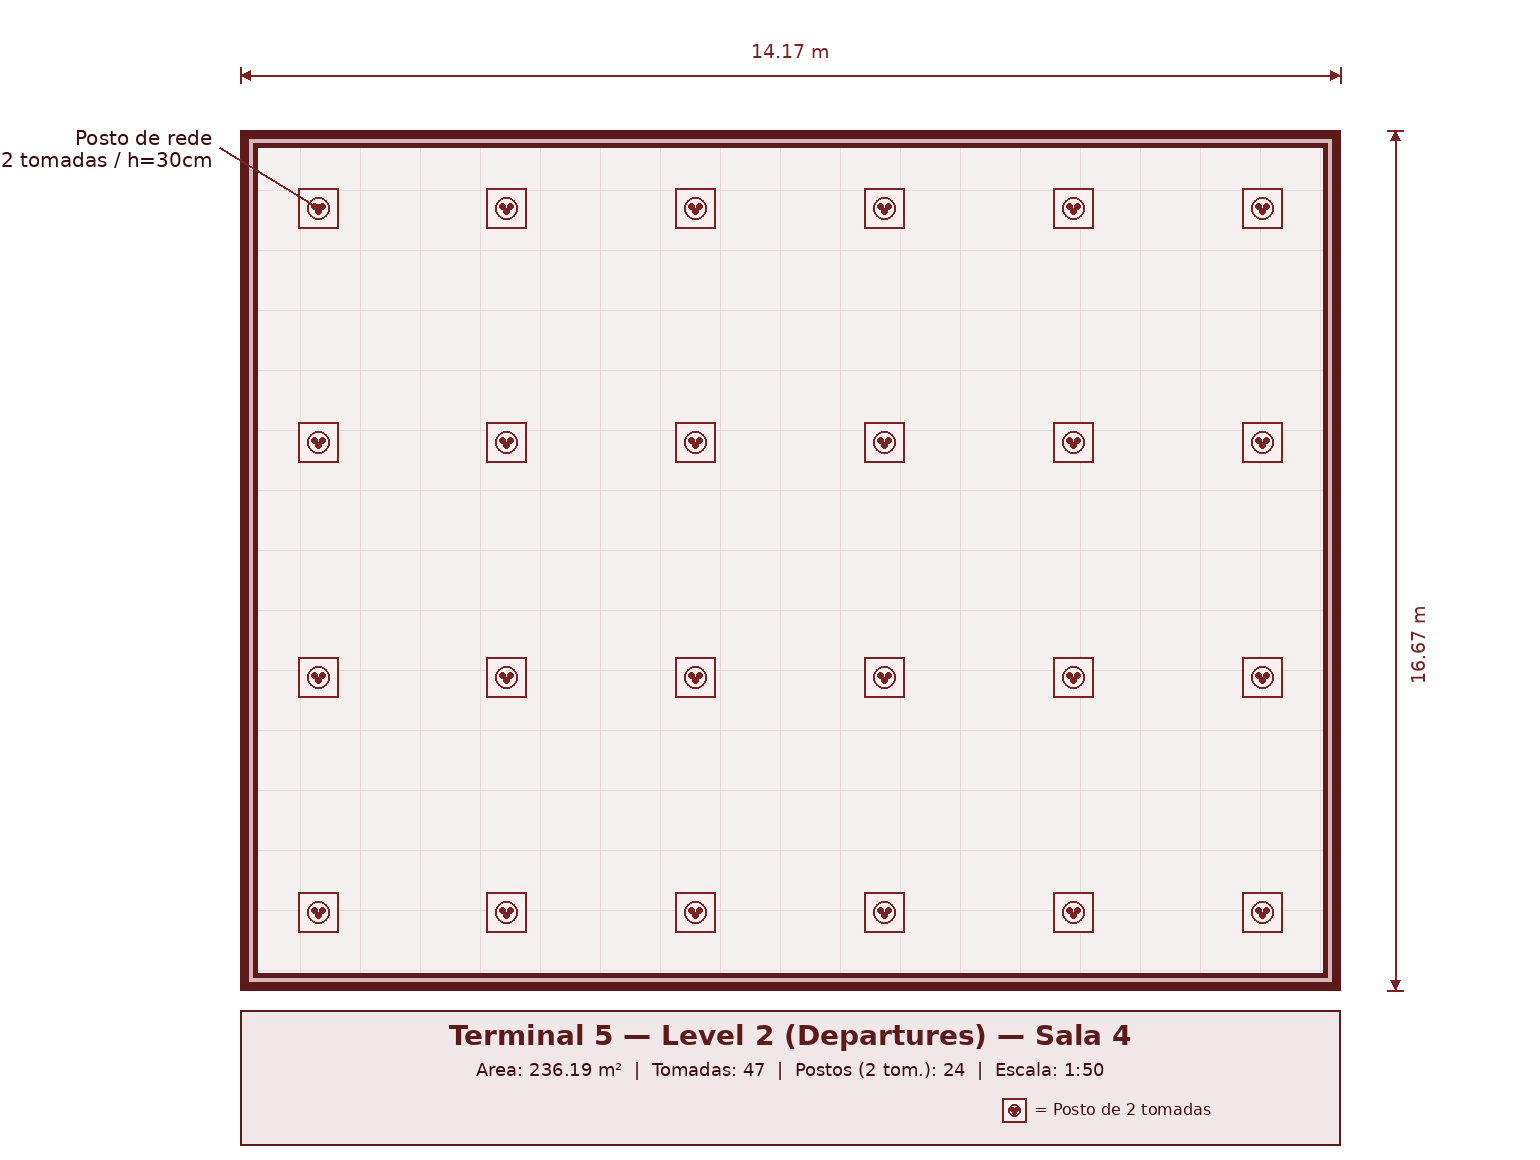 14.17 m
Posto de rede
2 tomadas / h=30cm
16.67 m
Terminal 5 — Level 2 (Departures) — Sala 4
Area: 236.19 m² | Tomadas: 47 | Postos (2 tom.): 24 | Escala: 1:50
= Posto de 2 tomadas